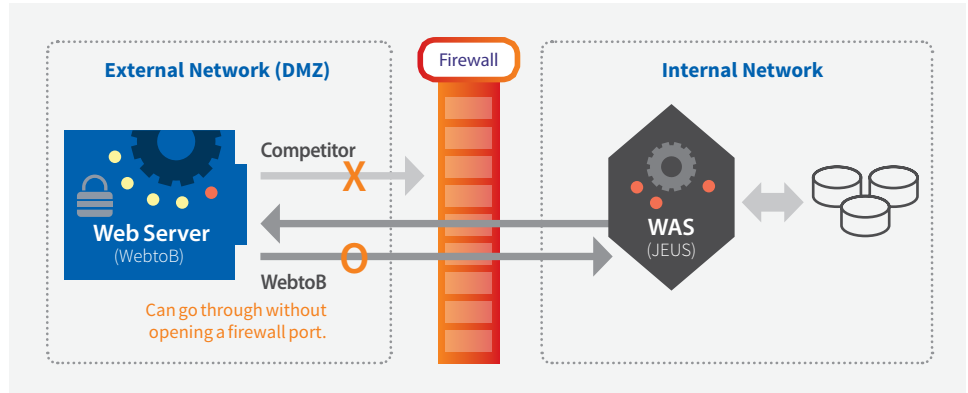 External Network (DMZ)
Firewall
Internal Network
Competitor
X
Web Server
(WebtoB)
O
WebtoB
Can go through without
opening a firewall port.
WAS
(JEUS)